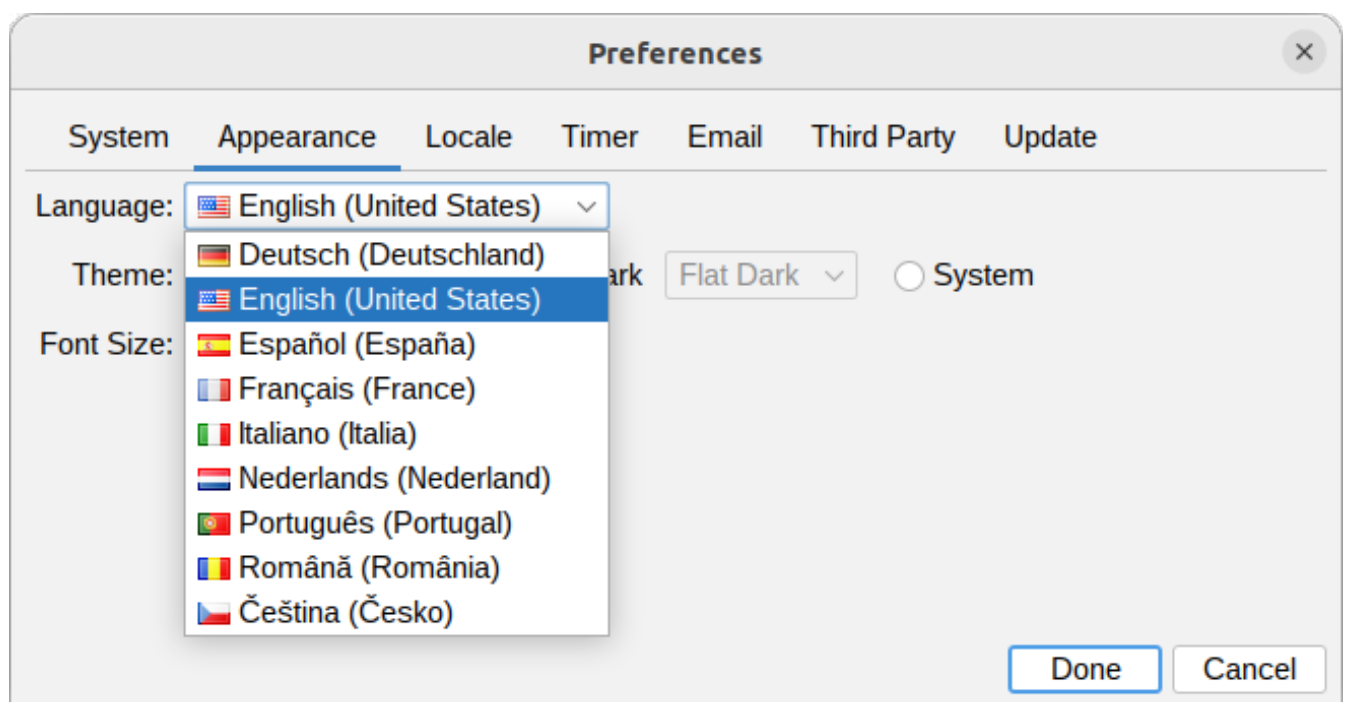 Preferences
System Appearance Locale Timer Email Third Party Update
Language: English (United States)
Deutsch (Deutschland)
Theme: Flat Dark System
English (United States)
Font Size: Español (España)
Français (France)
Italiano (Italia)
Nederlands (Nederland)
Português (Portugal)
Română (România)
Čeština (Česko)
Done Cancel